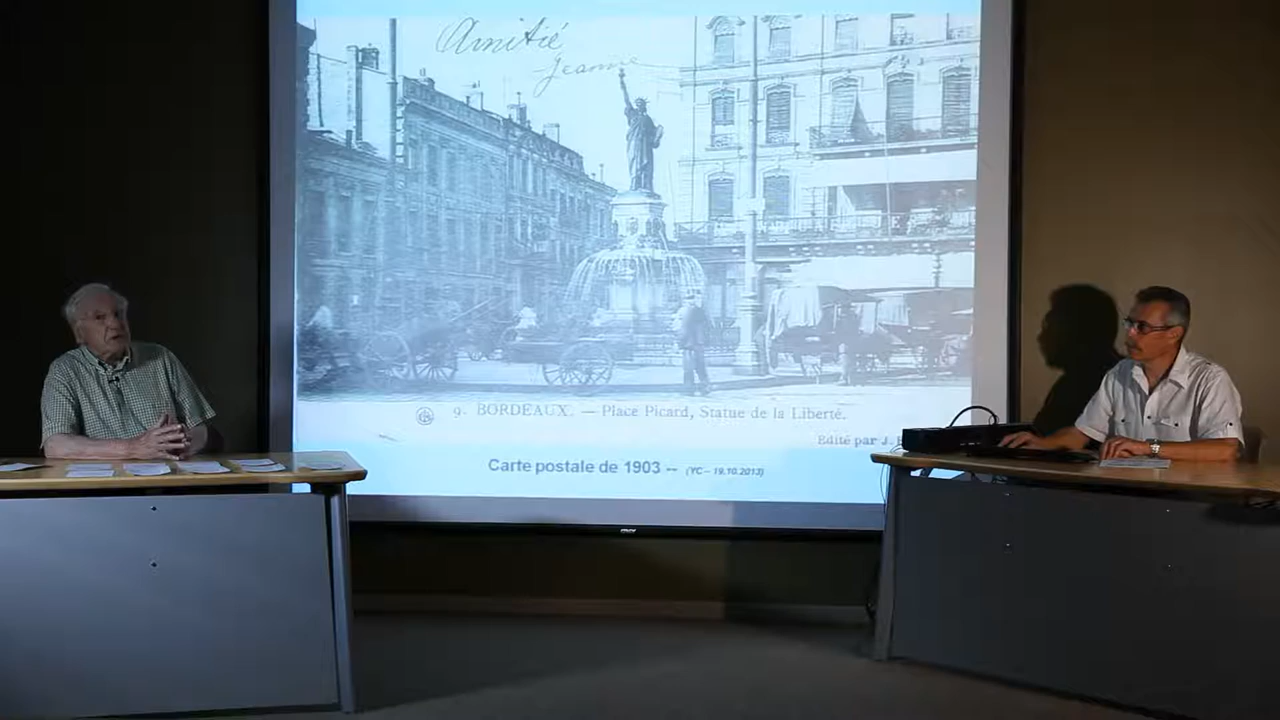 Amitié
Jeanne
9. BORDEAUX. — Place Picard, Statue de la Liberté.
Edité par J.
Carte postale de 1903 -- (YC – 19.10.2013)